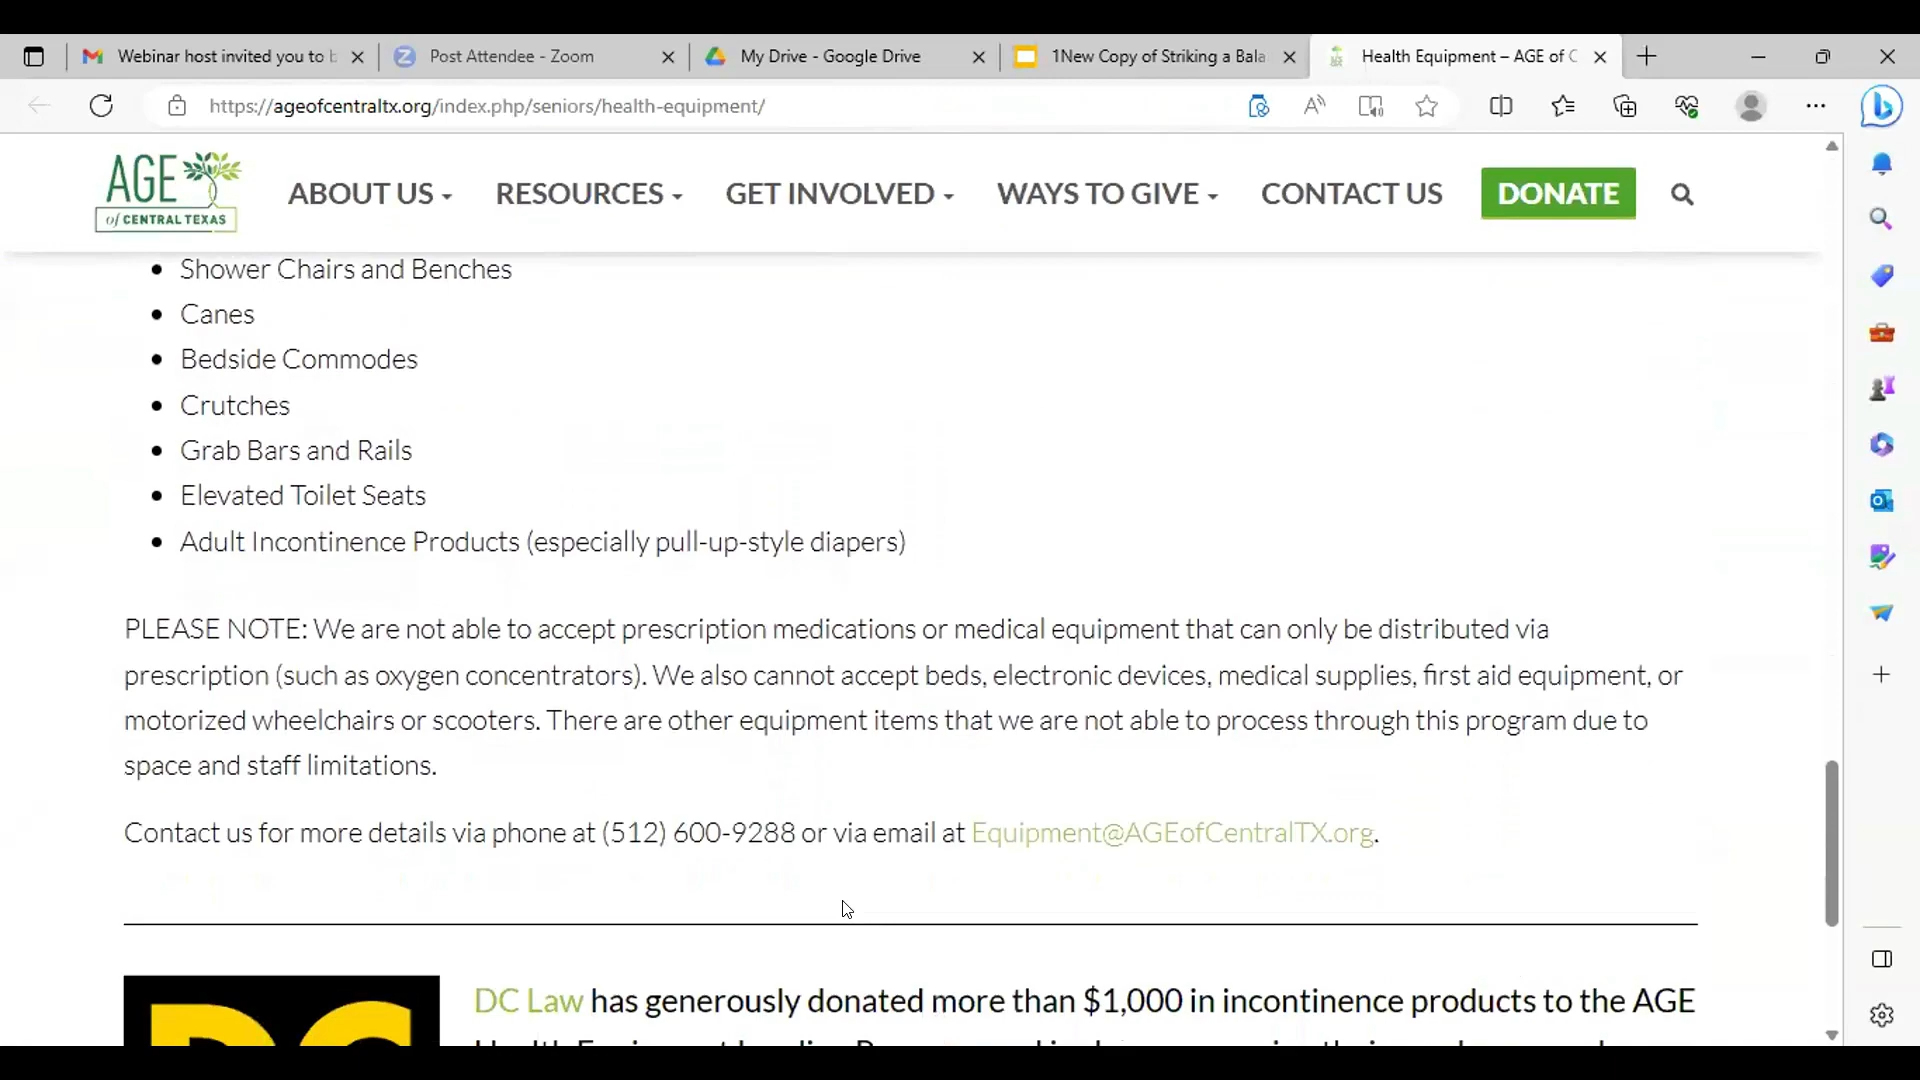 Webinar host invited you to b
Post Attendee - Zoom
My Drive - Google Drive
1New Copy of Striking a Bala
Health Equipment – AGE of C
https://ageofcentraltx.org/index.php/seniors/health-equipment/
AGE
of CENTRAL TEXAS
ABOUT US
RESOURCES
GET INVOLVED
WAYS TO GIVE
CONTACT US
DONATE
• Shower Chairs and Benches
• Canes
• Bedside Commodes
• Crutches
• Grab Bars and Rails
• Elevated Toilet Seats
• Adult Incontinence Products (especially pull-up-style diapers)
PLEASE NOTE: We are not able to accept prescription medications or medical equipment that can only be distributed via
prescription (such as oxygen concentrators). We also cannot accept beds, electronic devices, medical supplies, first aid equipment, or
motorized wheelchairs or scooters. There are other equipment items that we are not able to process through this program due to
space and staff limitations.
Contact us for more details via phone at (512) 600-9288 or via email at Equipment@AGEofCentralTX.org.
DC
DC Law has generously donated more than $1,000 in incontinence products to the AGE